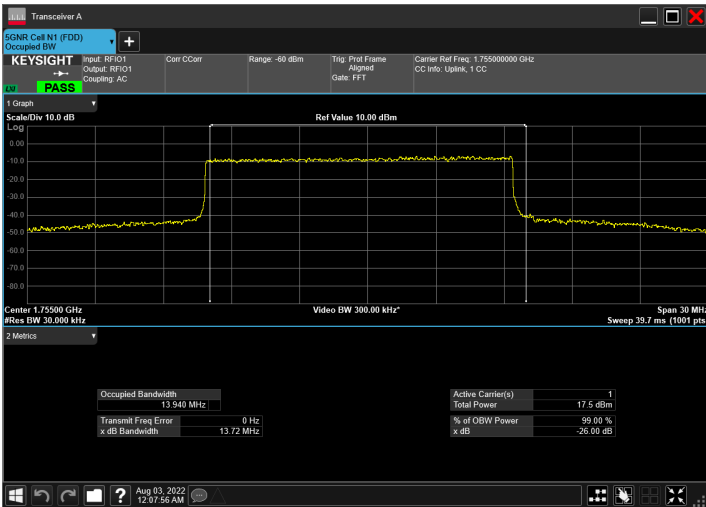 Transceiver A
5GNR Cell N1 (FDD)
Occupied BW
KEYSIGHT
LXI
PASS
Input: RFIO1
Output: RFIO1
Coupling: AC
Corr CCorr
Range: -60 dBm
Trig: Prot Frame
Aligned
Gate: FFT
Carrier Ref Freq: 1.755000000 GHz
CC Info: Uplink, 1 CC
1 Graph
Scale/Div 10.0 dB
Ref Value 10.00 dBm
Log
0.00
-10.0
-20.0
-30.0
-40.0
-50.0
-60.0
-70.0
-80.0
Center 1.75500 GHz
Video BW 300.00 kHz*
Span 30 MHz
#Res BW 30.000 kHz
Sweep 39.7 ms (1001 pts
2 Metrics
Occupied Bandwidth
13.940 MHz
Transmit Freq Error 0 Hz
x dB Bandwidth 13.72 MHz
Active Carrier(s) 1
Total Power 17.5 dBm
% of OBW Power 99.00 %
x dB -26.00 dB
Aug 03, 2022
12:07:56 AM